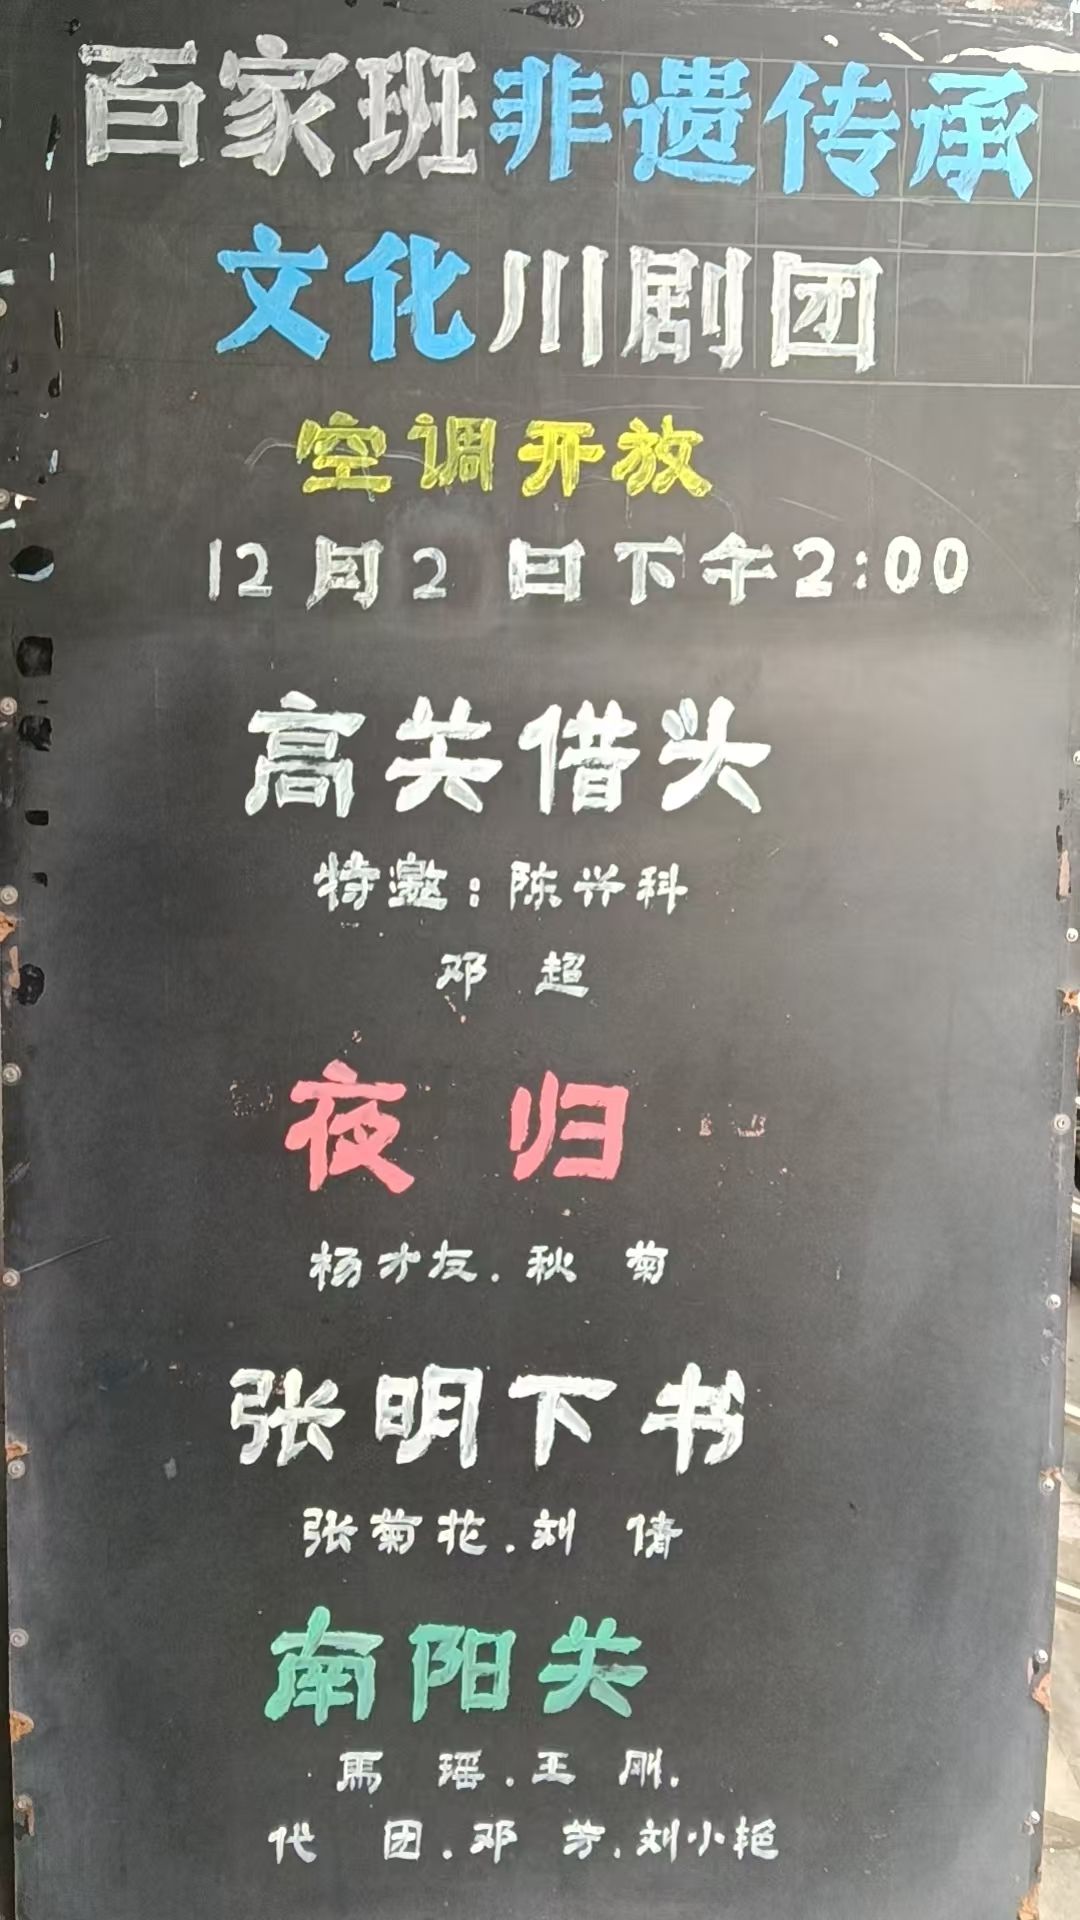 百家班非遗传承
文化川剧团
空调开放
12月2日下午2:00
高关借头
特邀:陈兴科
邓 超
夜 归
杨才友.秋 菊
张明下书
张菊花.刘 倩
南阳关
馬 瑶.王 刚.
代 团.邓 芳.刘小艳